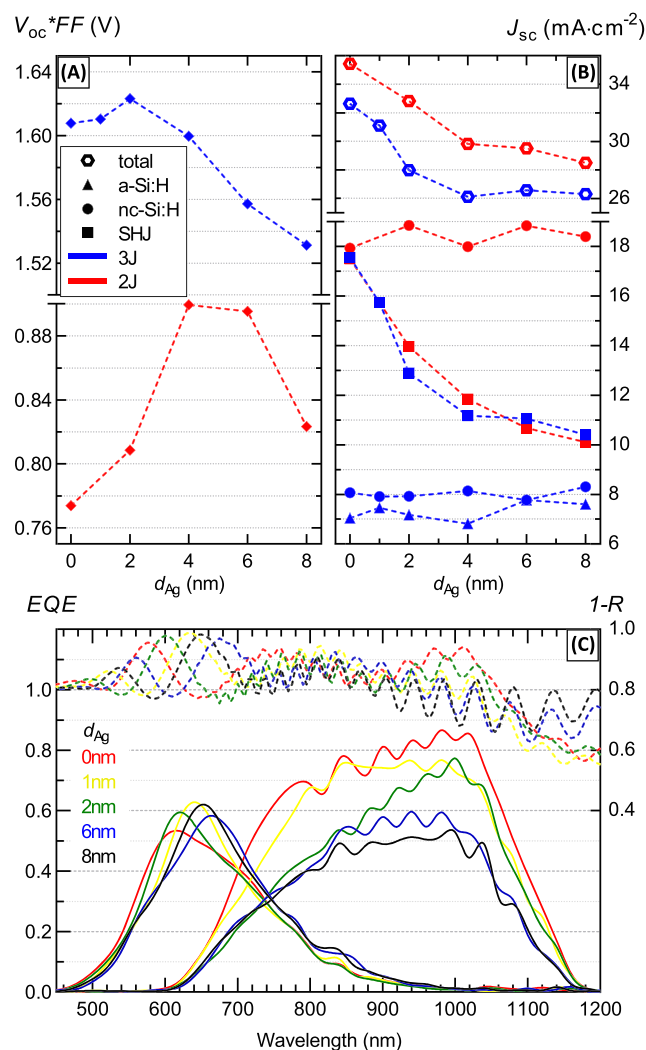 V_oc*FF (V)
J_sc (mA·cm⁻²)
(A)
(B)
1.64
1.60
1.56
1.52
0.88
0.84
0.80
0.76
total
a-Si:H
nc-Si:H
SHJ
3J
2J
34
30
26
18
16
14
12
10
8
6
0 2 4 6 8
0 2 4 6 8
d_Ag (nm)
d_Ag (nm)
EQE
1-R
(C)
1.0
0.8
0.6
0.4
0.2
0.0
1.0
0.8
0.6
0.4
d_Ag
0nm
1nm
2nm
6nm
8nm
500 600 700 800 900 1000 1100 1200
Wavelength (nm)